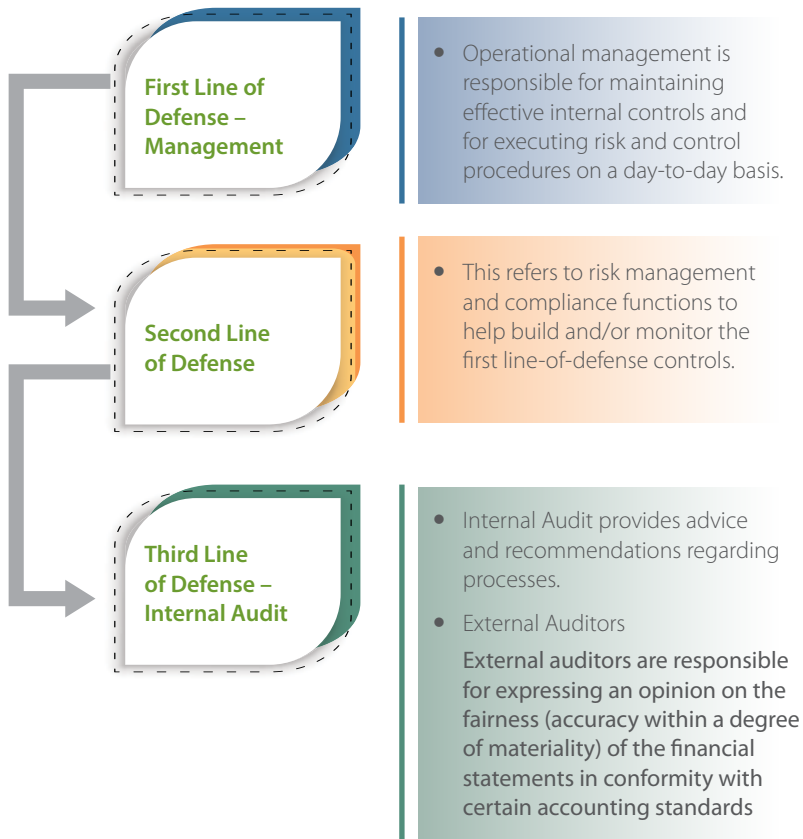 First Line of
Defense –
Management
• Operational management is
responsible for maintaining
effective internal controls and
for executing risk and control
procedures on a day-to-day basis.
Second Line
of Defense
• This refers to risk management
and compliance functions to
help build and/or monitor the
first line-of-defense controls.
Third Line
of Defense –
Internal Audit
• Internal Audit provides advice
and recommendations regarding
processes.
• External Auditors
External auditors are responsible
for expressing an opinion on the
fairness (accuracy within a degree
of materiality) of the financial
statements in conformity with
certain accounting standards